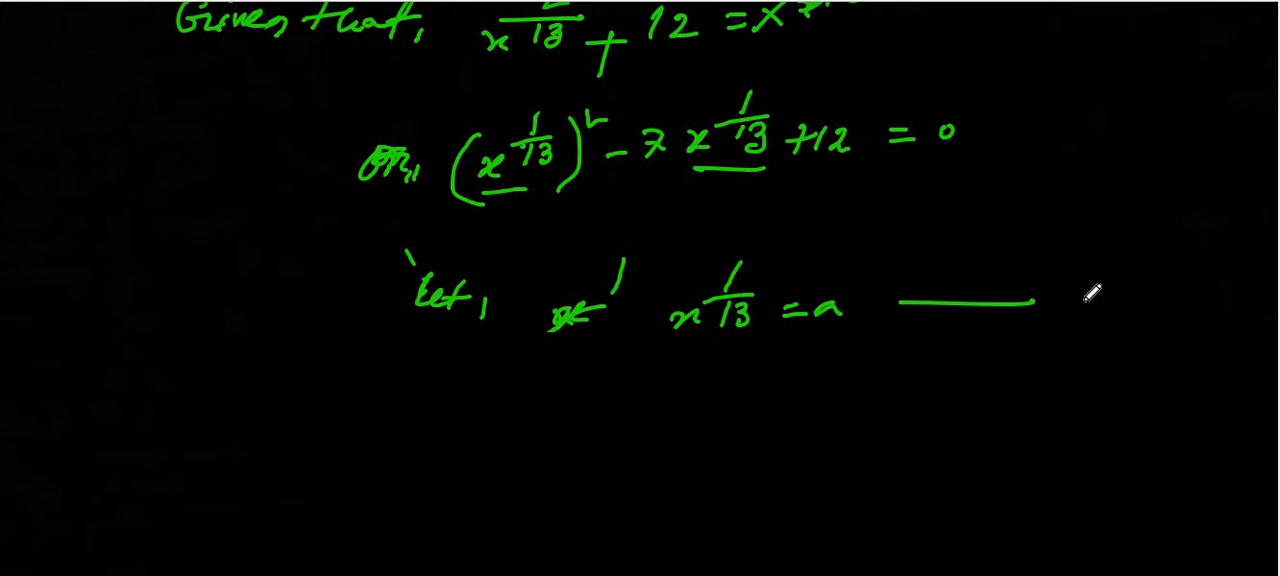 Given that, x^2/13 + 12 = x
or, (x^1/13)^2 - 7 x^1/13 + 12 = 0
let, x^1/13 = a